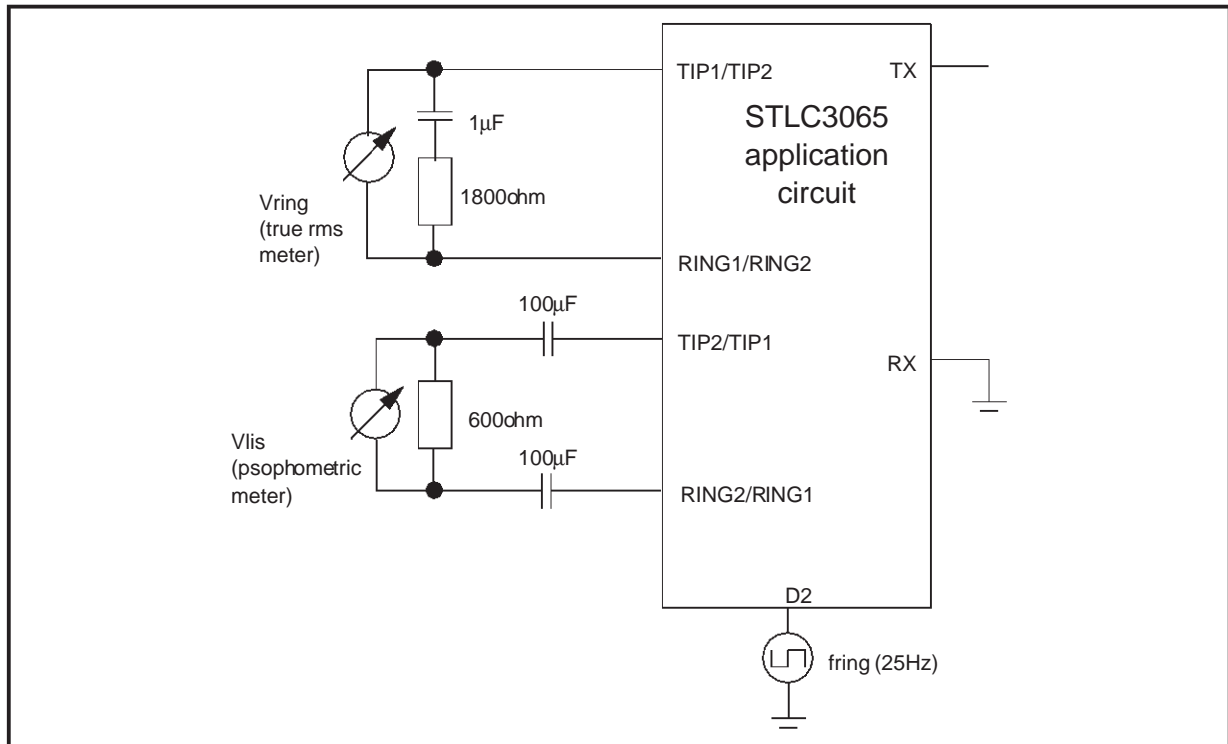 TIP1/TIP2
TX
1μF
STLC3065
application
circuit
1800ohm
Vring
(true rms
meter)
RING1/RING2
100μF
TIP2/TIP1
RX
600ohm
Vlis
(psophometric
meter)
100μF
RING2/RING1
D2
fring (25Hz)